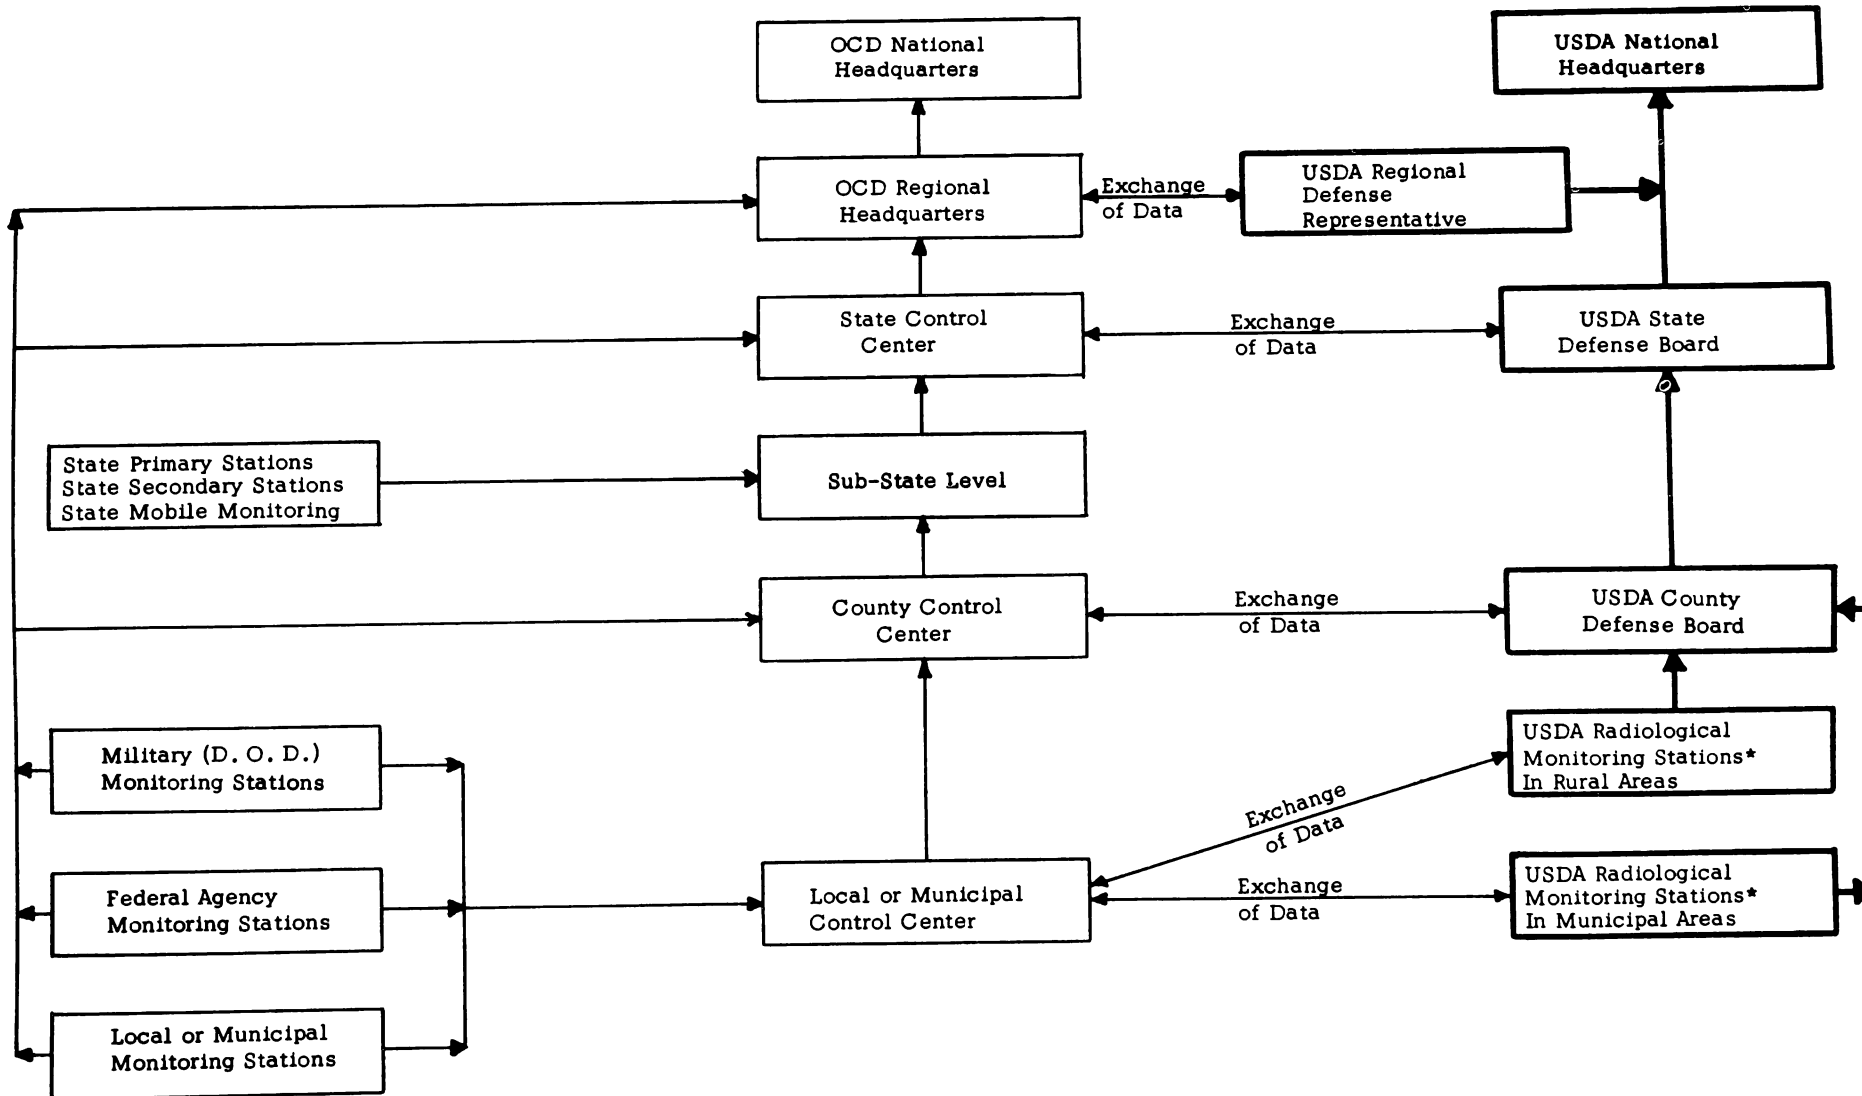 OCD National
Headquarters
USDA National
Headquarters
OCD Regional
Headquarters
Exchange
of Data
USDA Regional
Defense
Representative
State Control
Center
Exchange
of Data
USDA State
Defense Board
State Primary Stations
State Secondary Stations
State Mobile Monitoring
Sub-State Level
County Control
Center
Exchange
of Data
USDA County
Defense Board
Military (D. O. D.)
Monitoring Stations
USDA Radiological
Monitoring Stations*
In Rural Areas
Exchange
of Data
Federal Agency
Monitoring Stations
Local or Municipal
Control Center
Exchange
of Data
USDA Radiological
Monitoring Stations*
In Municipal Areas
Local or Municipal
Monitoring Stations